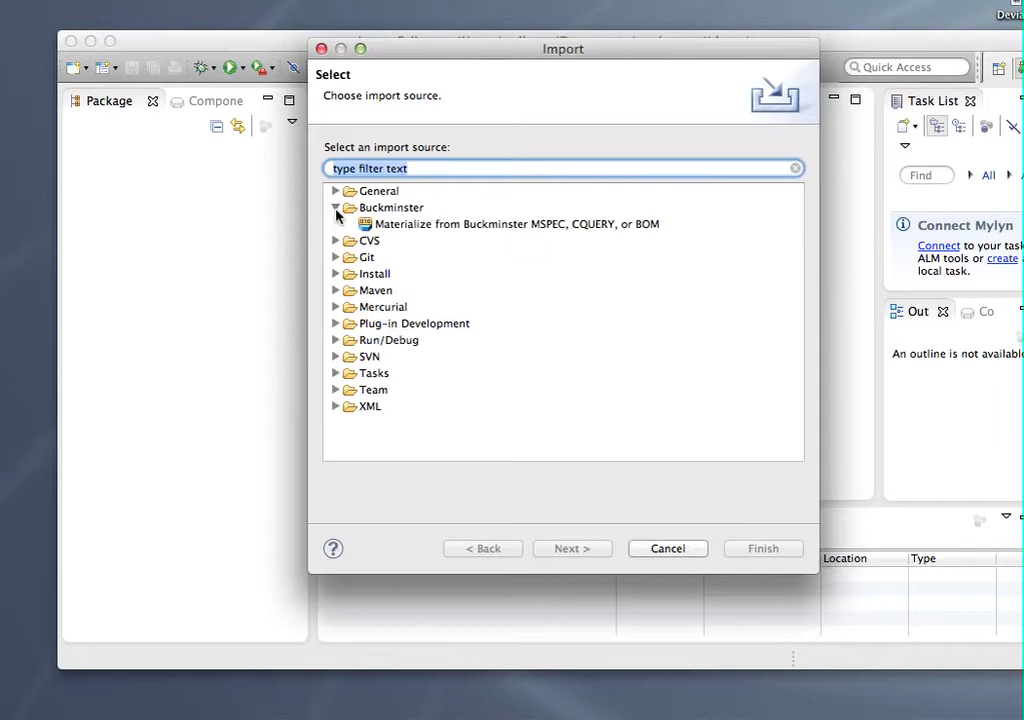 Devia
Import
Quick Access
Select
Choose import source.
Package
Compone
Task List
Select an import source:
type filter text
General
Buckminster
Materialize from Buckminster MSPEC, CQUERY, or BOM
CVS
Git
Install
Maven
Mercurial
Plug-in Development
Run/Debug
SVN
Tasks
Team
XML
Find
All
A
Connect Mylyn
Connect to your task
ALM tools or create
local task.
Out
Co
An outline is not available
< Back
Next >
Cancel
Finish
Location
Type